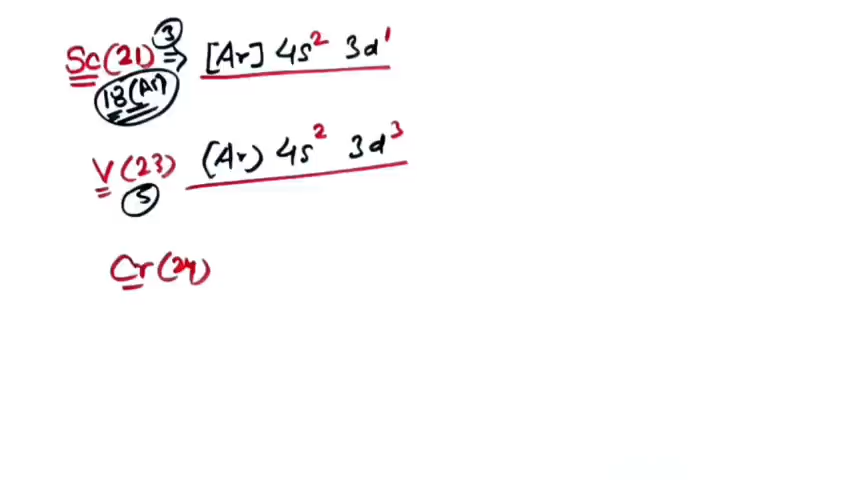 Sc(21) ③ ⇒ [Ar] 4s² 3d¹
18(Ar)
V(23) (Ar) 4s² 3d³
5
Cr(24)